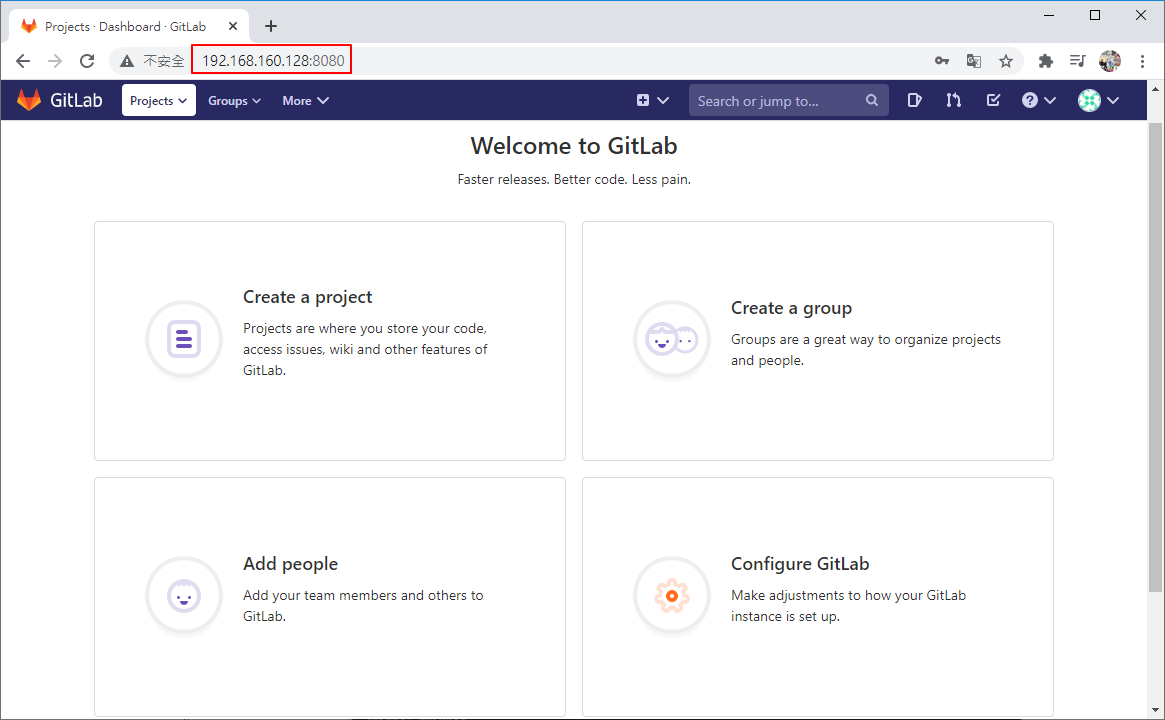 Projects · Dashboard · GitLab
不安全 192.168.160.128:8080
GitLab Projects Groups More Search or jump to...
Welcome to GitLab
Faster releases. Better code. Less pain.
Create a project
Projects are where you store your code,
access issues, wiki and other features of
GitLab.
Create a group
Groups are a great way to organize projects
and people.
Add people
Add your team members and others to
GitLab.
Configure GitLab
Make adjustments to how your GitLab
instance is set up.